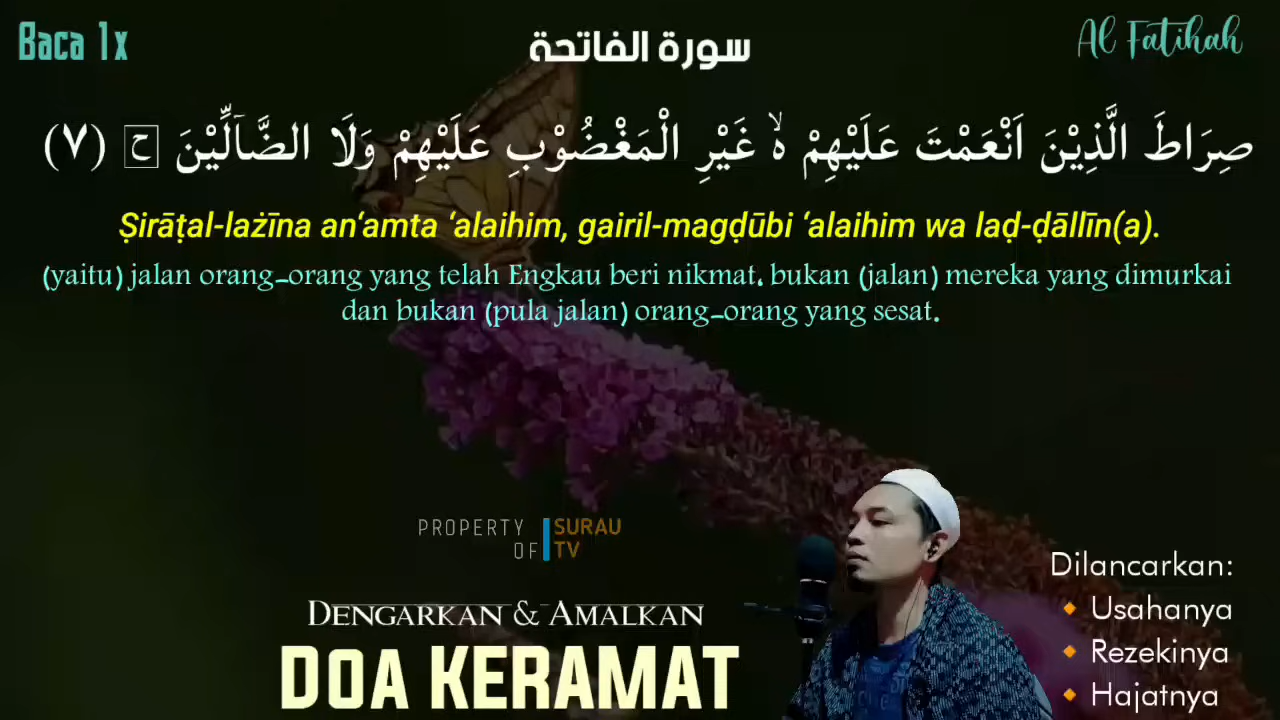 Baca 1x
سورة الفاتحة
Al Fatihah
صِرَاطَ الَّذِيْنَ اَنْعَمْتَ عَلَيْهِمْ ەۙ غَيْرِ الْمَغْضُوْبِ عَلَيْهِمْ وَلَا الضَّاۤلِّيْنَ ࣖ ح (٧)
Ṣirāṭal-lażīna an‘amta ‘alaihim, gairil-magḍūbi ‘alaihim wa laḍ-ḍāllīn(a).
(yaitu) jalan orang-orang yang telah Engkau beri nikmat, bukan (jalan) mereka yang dimurkai
dan bukan (pula jalan) orang-orang yang sesat.
PROPERTY OF
SURAU TV
DENGARKAN & AMALKAN
DOA KERAMAT
Dilancarkan:
🔸 Usahanya
🔸 Rezekinya
🔸 Hajatnya